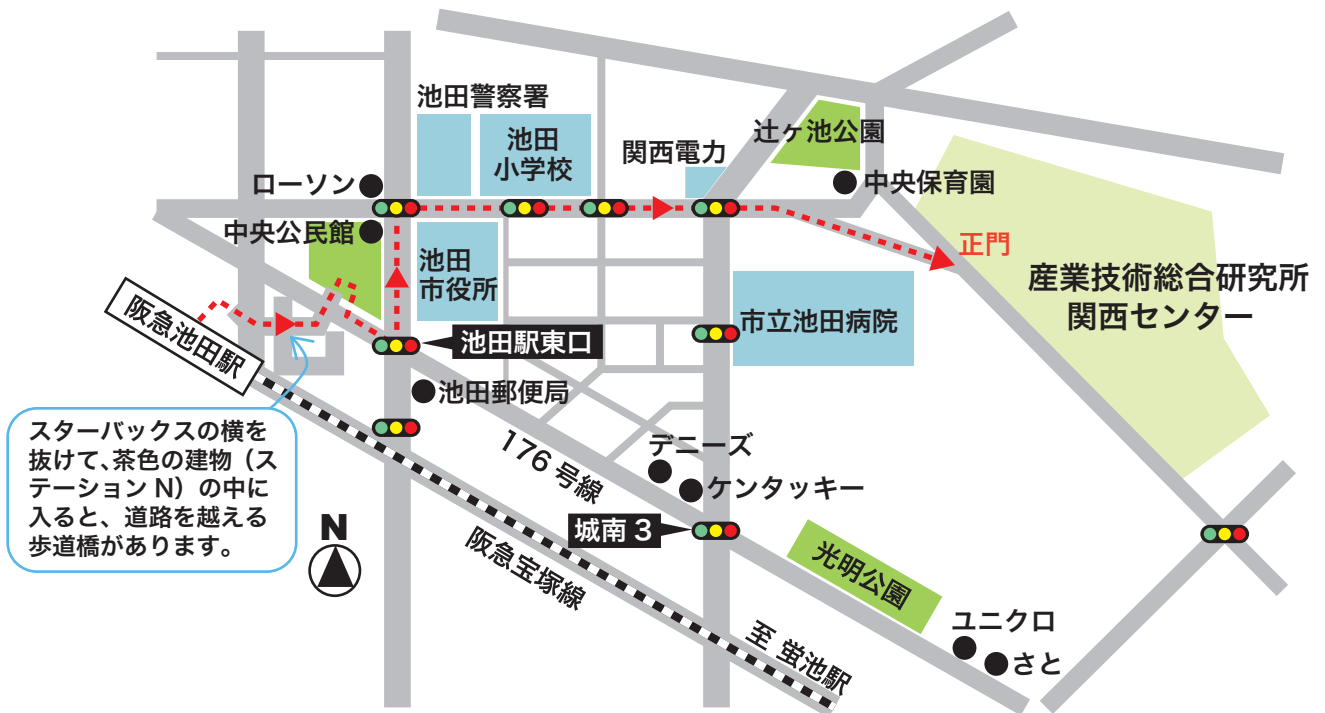 池田警察署
池田
小学校
関西電力
辻ヶ池公園
ローソン
中央保育園
中央公民館
池田
市役所
正門
産業技術総合研究所
関西センター
阪急池田駅
池田駅東口
市立池田病院
池田郵便局
スターバックスの横を
抜けて、茶色の建物（ス
テーション N）の中に
入ると、道路を越える
歩道橋があります。
176 号線
デニーズ
ケンタッキー
N
城南 3
阪急宝塚線
光明公園
ユニクロ
さと
至 蛍池駅